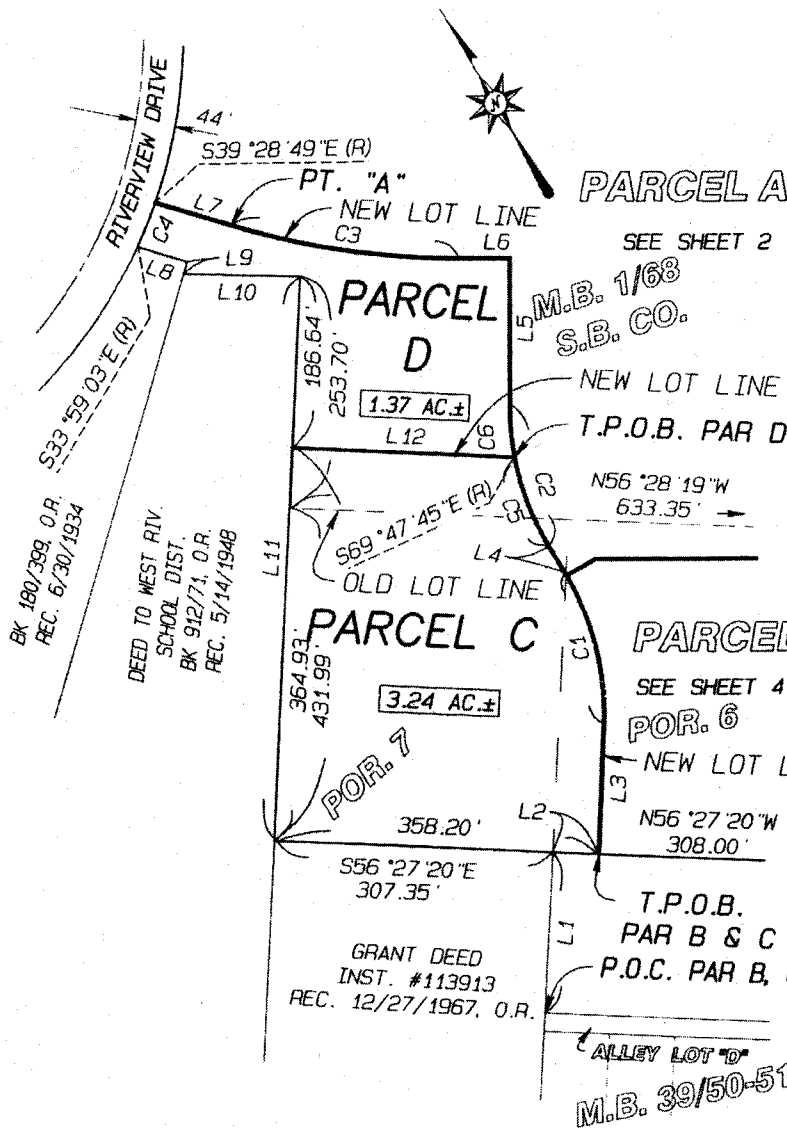 RIVERVIEW DRIVE
44'
N
S39°28'49"E (R)
PT. "A"
NEW LOT LINE
PARCEL A
SEE SHEET 2
L7
C3
L6
C4
L8
L9
L10
PARCEL
D
1.37 AC.±
M.B. 1/68
S.B. CO.
L5
186.64'
253.70'
NEW LOT LINE
L12
C6
T.P.O.B. PAR D
S33°59'03"E (R)
C2
C5
N56°28'19"W
633.35'
S69°47'45"E (R)
L4
OLD LOT LINE
L11
BK 180/399, O.R.
REC. 6/30/1934
DEED TO WEST RIV.
SCHOOL DIST.
BK 912/71, O.R.
REC. 5/14/1948
PARCEL C
3.24 AC.±
364.93'
431.99'
C1
PARCEL
SEE SHEET 4
POR. 6
POR. 7
NEW LOT L
L3
L2
358.20'
S56°27'20"E
307.35'
N56°27'20"W
308.00'
T.P.O.B.
PAR B & C
L1
P.O.C. PAR B,
GRANT DEED
INST. #113913
REC. 12/27/1967, O.R.
ALLEY LOT "D"
M.B. 39/50-51